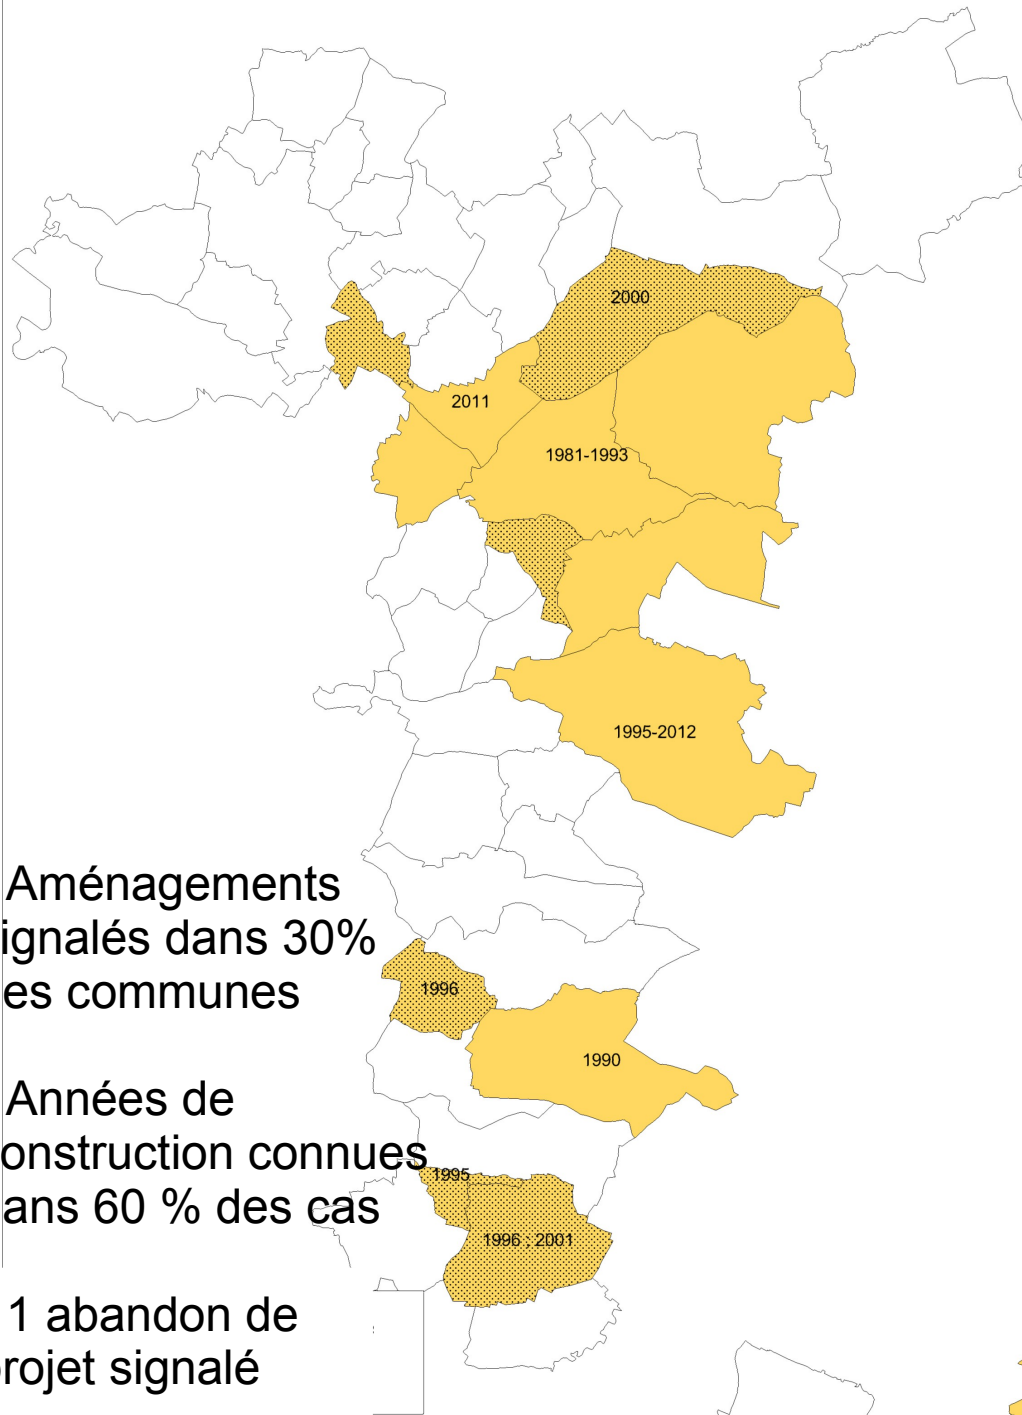 2000
2011
1981-1993
1995-2012
Aménagements
ignalés dans 30%
es communes
1996
1990
Années de
onstruction connues
ans 60 % des cas
1995
1996 ; 2001
1 abandon de
rojet signalé